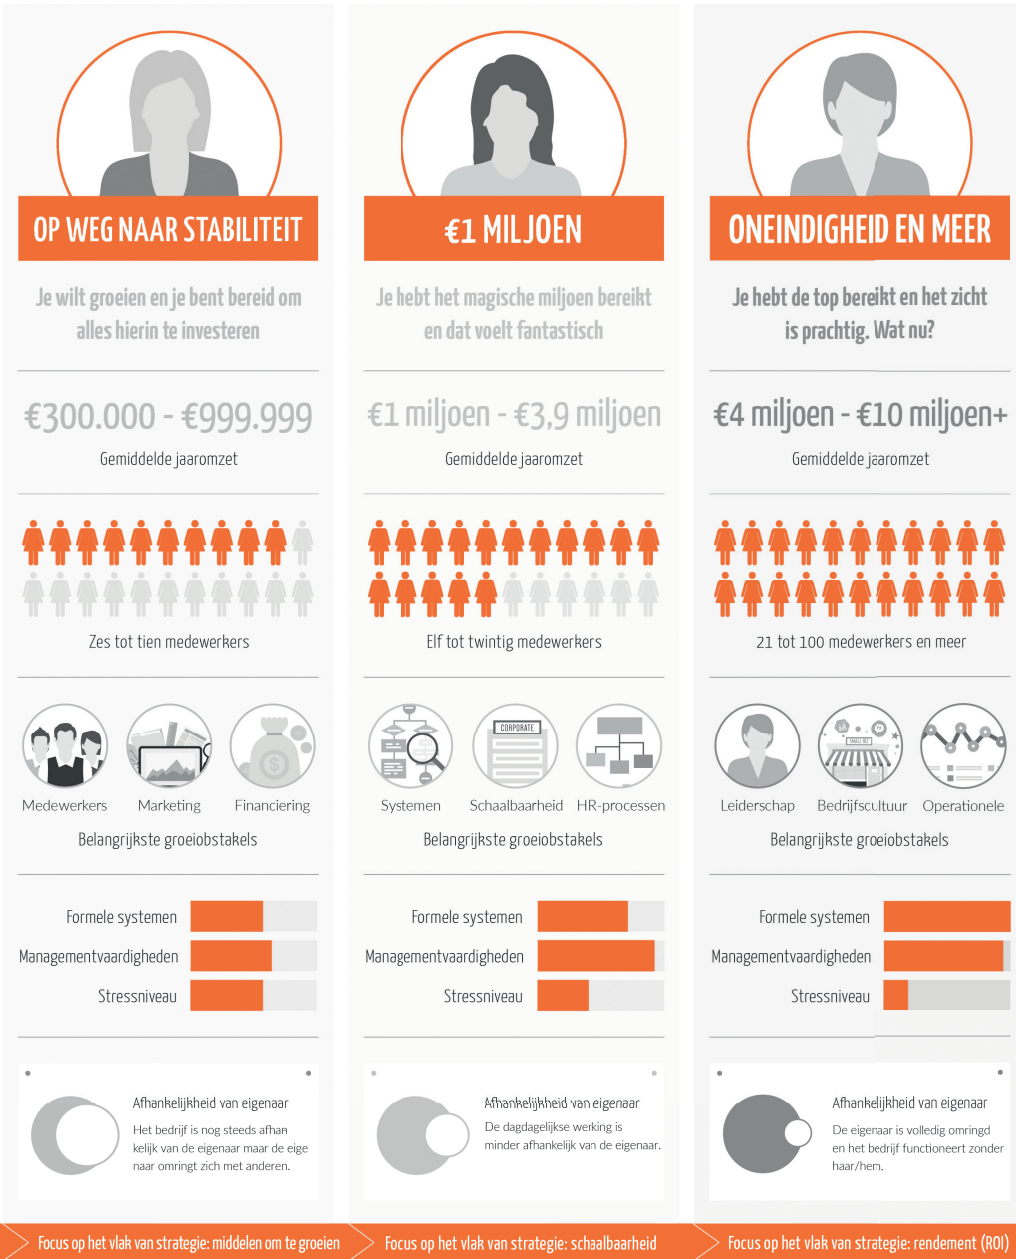 OP WEG NAAR STABILITEIT
Je wilt groeien en je bent bereid om
alles hierin te investeren
€300.000 - €999.999
Gemiddelde jaaromzet
Zes tot tien medewerkers
$
Medewerkers Marketing Financiering
Belangrijkste groeiobstakels
Formele systemen
Managementvaardigheden
Stressniveau
Afhankelijkheid van eigenaar
Het bedrijf is nog steeds afhan
kelijk van de eigenaar maar de eige
naar omringt zich met anderen.
Focus op het vlak van strategie: middelen om te groeien
€1 MILJOEN
Je hebt het magische miljoen bereikt
en dat voelt fantastisch
€1 miljoen - €3,9 miljoen
Gemiddelde jaaromzet
Elf tot twintig medewerkers
CORPORATE
Systemen Schaalbaarheid HR-processen
Belangrijkste groeiobstakels
Formele systemen
Managementvaardigheden
Stressniveau
Afhankelijkheid van eigenaar
De dagdagelijkse werking is
minder afhankelijk van de eigenaar.
Focus op het vlak van strategie: schaalbaarheid
ONEINDIGHEID EN MEER
Je hebt de top bereikt en het zicht
is prachtig. Wat nu?
€4 miljoen - €10 miljoen+
Gemiddelde jaaromzet
21 tot 100 medewerkers en meer
Leiderschap Bedrijfscultuur Operationele
Belangrijkste groeiobstakels
Formele systemen
Managementvaardigheden
Stressniveau
Afhankelijkheid van eigenaar
De eigenaar is volledig omringd
en het bedrijf functioneert zonder
haar/hem.
Focus op het vlak van strategie: rendement (ROI)